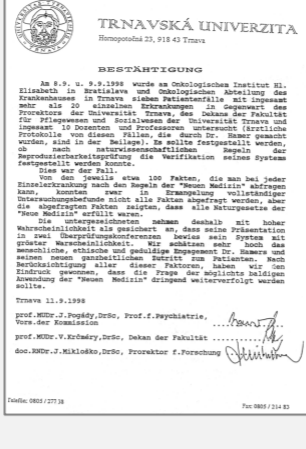 TRNAVSKÁ UNIVERZITA
Hornopotočná 23, 918 43 Trnava
BESTÄHTIGUNG
Am 8.9. u. 9.9.1998 wurde am Onkologischen Institut Hl.
Elisabeth in Bratislava und Onkologischen Abteilung des
Krankenhauses in Trnava sieben Patientenfälle mit ingesamt
mehr als 20 einzelnen Erkrankungen in Gegenwart des
Prorektors der Universität Trnava, des Dekans der Fakultät
für Pflegewesen und Sozialwesen der Universität Trnava und
ingesamt 10 Dozenten und Professoren untersucht (ärztliche
Protokolle von diesen Fällen, die durch Dr. Hamer gemacht
wurden, sind in der Beilage). Es sollte festgestellt werden,
ob nach naturwissenschaftlichen Regeln der
Reproduzierbarkeitsprüfung die Verifikation seines Systems
festgestellt werden konnte.
Dies war der Fall.
Von den jeweils etwa 100 Fakten, die man bei jeder
Einzelerkrankung nach den Regeln der "Neuen Medizin" abfragen
kann, konnten zwar in Ermangelung vollständiger
Untersuchungsbefunde nicht alle Fakten abgefragt werden, aber
die abgefragten Fakten zeigten, dass alle Naturgesetze der
"Neue Medizin" erfüllt waren.
Die untergesteten nehmen deshalb mit hoher
Wahrscheinlichkeit als gesichert an, dass seine Präsentation
in zwei Überprüfungskonferenzen bewies sein System mit
gröster Warscheinlichkeit. Wir schätzen sehr hoch das
menschliche, ethische und geduldige Engagement Dr. Hamers und
seinen neuen ganzheitlichen Zutritt zum Patienten. Nach
Berücksichtigung aller dieser Faktoren, haben wir den
Eindruck gewonnen, dass die Frage der möglichts baldigen
Anwendung der "Neuen Medizin" dringend weiterverfolgt werden
sollte.
Trnava 11.9.1998
prof.MUDr.J.Pogády,DrSc, Prof.f.Psychiatrie,
Vors.der Kommission
prof.MUDr.V.Krčméry,DrSc, Dekan der Fakultät
doc.RNDr.J.Mikloško,DrSc, Prorektor f.Forschung
Telefón: 0805 / 277 38
Fax: 0805 / 214 83